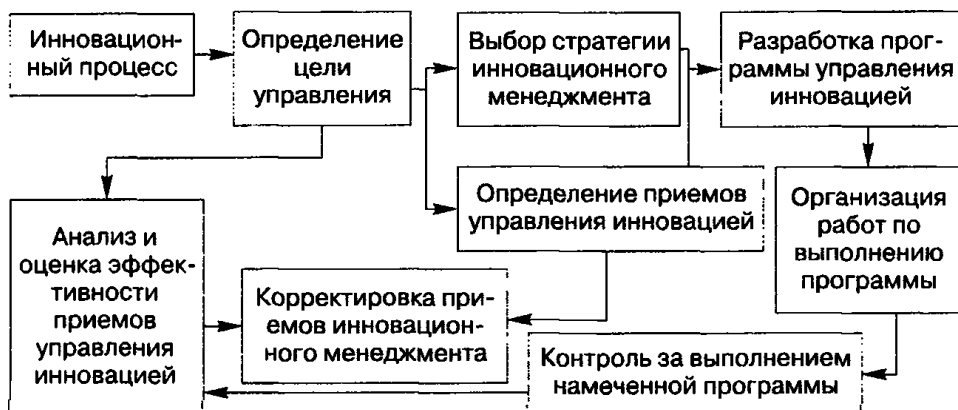 Инновацион-
ный процесс
Определение
цели
управления
Выбор стратегии
инновационного
менеджмента
Разработка про-
граммы управления
инновацией
Определение приемов
управления инновацией
Организация
работ по
выполнению
программы
Анализ и
оценка эффек-
тивности
приемов
управления
инновацией
Корректировка при-
емов инновацион-
ного менеджмента
Контроль за выполнением
намеченной программы